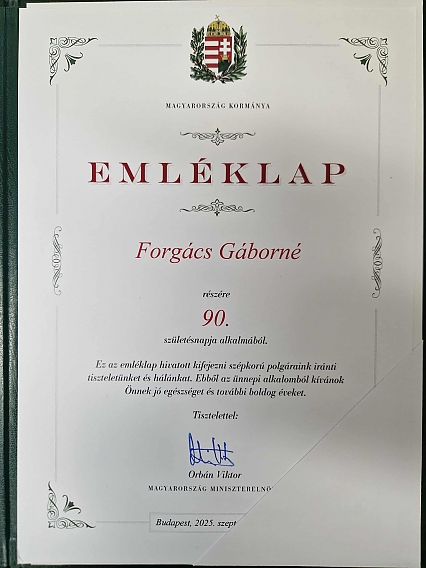 MAGYARORSZÁG KORMÁNYA
EMLÉKLAP
Forgács Gáborné
részére
90.
születésnapja alkalmából.
Ez az emléklap hivatott kifejezni szépkorú polgáraink iránti
tiszteletünket és hálánkat. Ebből az ünnepi alkalomból kívánok
Önnek jó egészséget és további boldog éveket.
Tisztelettel:
Orbán Viktor
MAGYARORSZÁG MINISZTERELNÖ
Budapest, 2025. szept